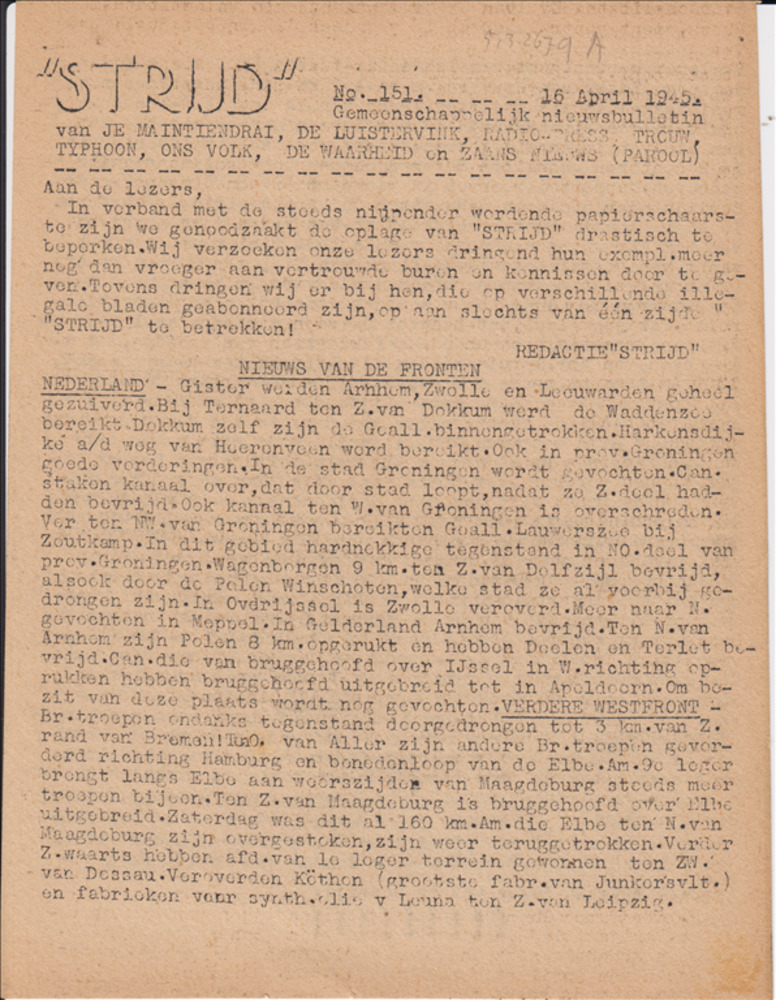 513-2679 A
"STRIJD"
No. 151. -- -- -- -- 16 April 1945.
Gemeenschappelijk nieuwsbulletin
van JE MAINTIENDRAI, DE LUISTERVINK, RADIO-PRESS, TROUW,
TYPHOON, ONS VOLK, DE WAARHEID en ZAANS NIEUWS (PAROOL)
-- -- -- -- -- -- -- -- -- -- -- -- -- -- -- -- -- -- --
Aan de lezers,
In verband met de steeds nijpender wordende papierschaars-
te zijn we genoodzaakt de oplage van "STRIJD" drastisch te
beperken.Wij verzoeken onze lezers dringend hun exempl.meer
nog dan vroeger aan vertrouwde buren en kennissen door te ge-
ven.Tevens dringen wij er bij hen,die op verschillende ille-
gale bladen geabonneerd zijn,op aan slechts van één zijde "
"STRIJD" te betrekken!
REDACTIE"STRIJD"
NIEUWS VAN DE FRONTEN
NEDERLAND - Gister werden Arnhem,Zwolle en Leeuwarden geheel
gezuiverd.Bij Ternaard ten Z.van Dokkum werd de Waddenzee
bereikt.Dokkum zelf zijn de Geall.binnengetrokken.Harkensdij-
ke a/d weg van Heerenveen werd bereikt.Ook in prov.Groningen
goede vorderingen.In de stad Groningen wordt gevochten.Can.
staken kanaal over,dat door stad loopt,nadat ze Z.deel had-
den bevrijd.Ook kanaal ten W.van Groningen is overschreden.
Ver ten NW.van Groningen bereikten Geall.Lauwerszee bij
Zoutkamp.In dit gebied hardnekkige tegenstand in NO.deel van
prov.Groningen.Wagenborgen 9 km.ten Z.van Delfzijl bevrijd,
alsook door de Polen Winschoten,welke stad ze al voorbij ge-
drongen zijn.In Overijssel is Zwolle veroverd.Meer naar N.
gevochten in Meppel.In Gelderland Arnhem bevrijd.Ten N.van
Arnhem zijn Polen 8 km.opgerukt en hebben Deelen en Terlet be-
vrijd.Can.die van bruggehoofd over IJssel in W.richting op-
rukken hebben bruggehoofd uitgebreid tot in Apeldoorn.Om be-
zit van deze plaats wordt nog gevochten.VERDERE WESTFRONT -
Br.troepen ondanks tegenstand doorgedrongen tot 3 km.van Z.
rand van Bremen! van Aller zijn andere Br.troepen gevor-
derd richting Hamburg en benedenloop van de Elbe.Am.9e leger
brengt langs Elbe aan weerszijden van Maagdeburg steeds meer
troepen bijeen.Ten Z.van Maagdeburg is bruggehoofd over Elbe
uitgebreid.Zaterdag was dit al 160 km.Am.die Elbe ten N.van
Maagdeburg zijn overgestoken,zijn weer teruggetrokken.Verder
Z.waarts hebben afd.van 1e leger terrein gewonnen ten ZW.
van Dessau.Veroverden Köthen (grootste fabr.van Junkersvlt.)
en fabrieken voor synth.olie v Leuna ten Z.van Leipzig.